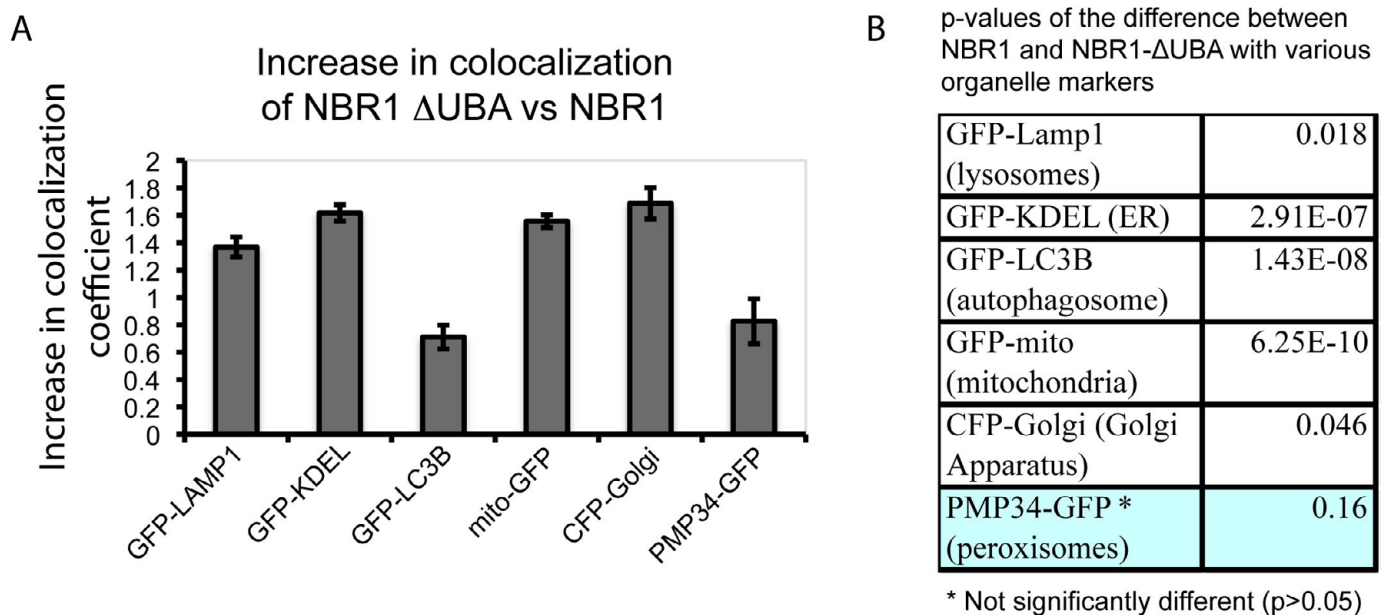 A
Increase in colocalization
of NBR1 ΔUBA vs NBR1
Increase in colocalization
coefficient
2
1.8
1.6
1.4
1.2
1
0.8
0.6
0.4
0.2
0
GFP-LAMP1
GFP-KDEL
GFP-LC3B
mito-GFP
CFP-Golgi
PMP34-GFP
B
p-values of the difference between
NBR1 and NBR1-ΔUBA with various
organelle markers
GFP-Lamp1 0.018
(lysosomes)
GFP-KDEL (ER) 2.91E-07
GFP-LC3B 1.43E-08
(autophagosome)
GFP-mito 6.25E-10
(mitochondria)
CFP-Golgi (Golgi 0.046
Apparatus)
PMP34-GFP * 0.16
(peroxisomes)
* Not significantly different (p>0.05)